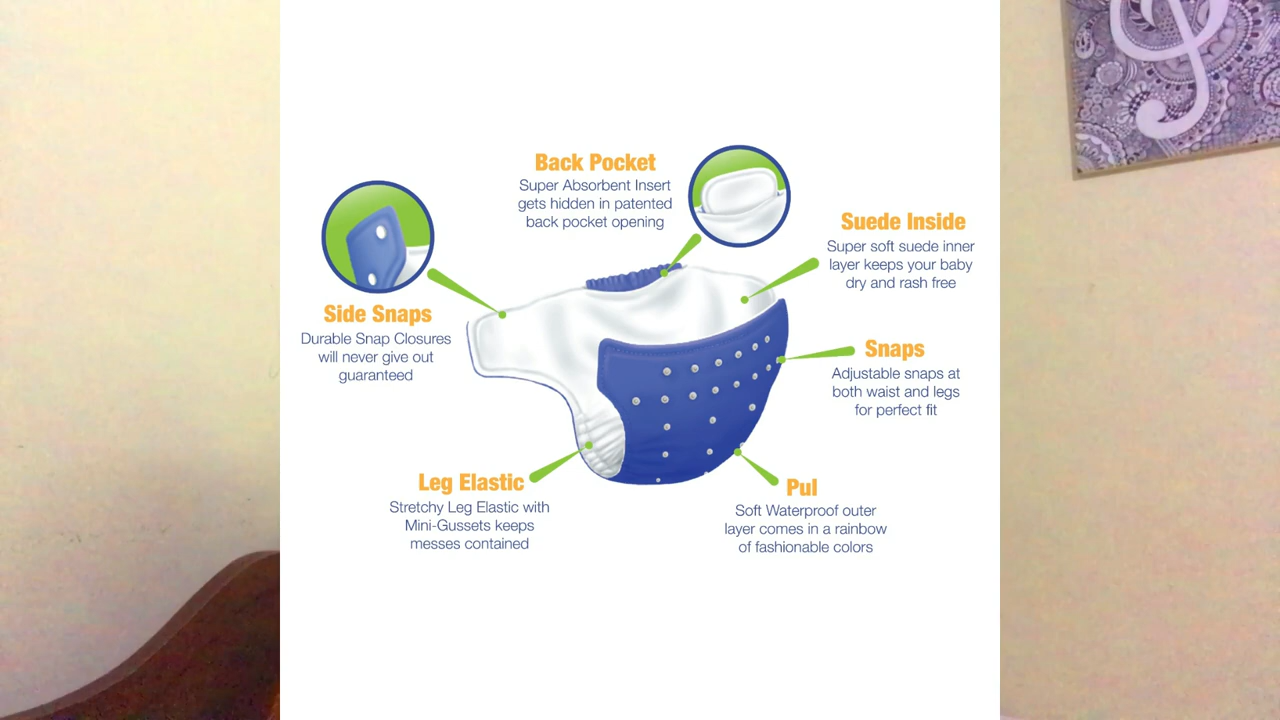 Back Pocket
Super Absorbent Insert
gets hidden in patented
back pocket opening
Suede Inside
Super soft suede inner
layer keeps your baby
dry and rash free
Side Snaps
Durable Snap Closures
will never give out
guaranteed
Snaps
Adjustable snaps at
both waist and legs
for perfect fit
Leg Elastic
Stretchy Leg Elastic with
Mini-Gussets keeps
messes contained
Pul
Soft Waterproof outer
layer comes in a rainbow
of fashionable colors